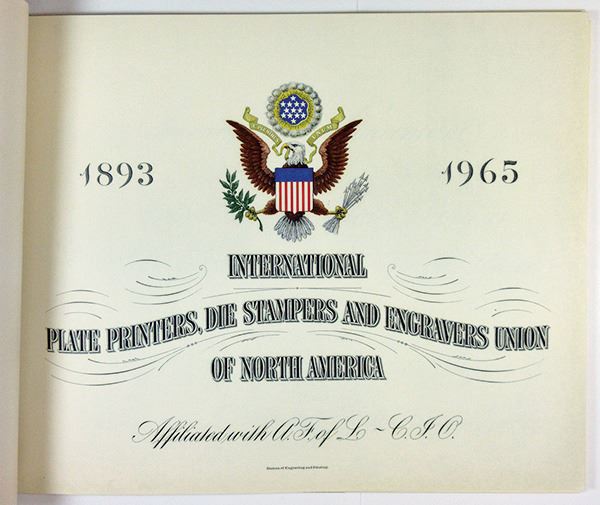 1893
1965
INTERNATIONAL
PLATE PRINTERS, DIE STAMPERS AND ENGRAVERS UNION
OF NORTH AMERICA
Affiliated with A.F. of L ~ C.I.O.
Bureau of Engraving and Printing.